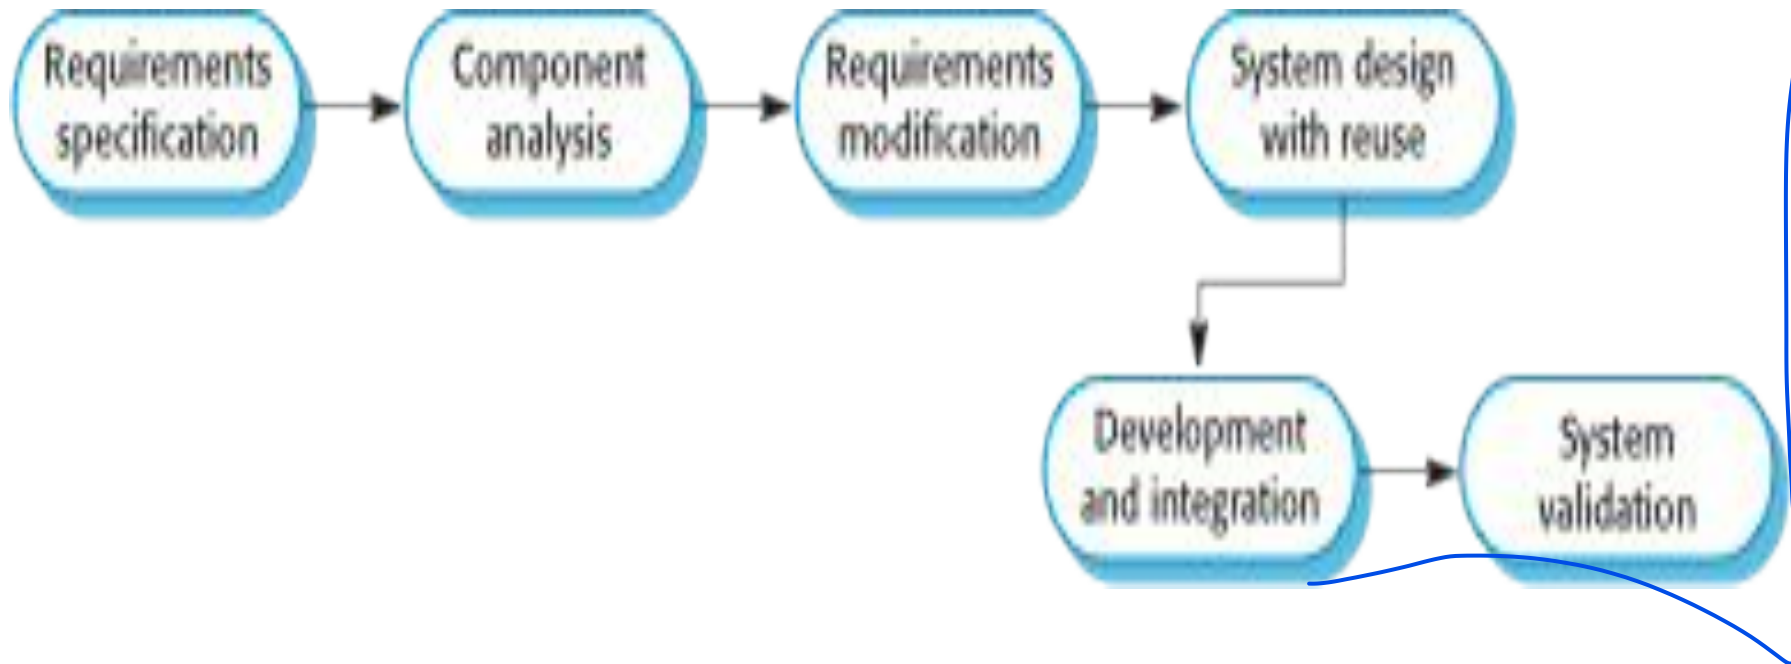 Requirements
specification
Component
analysis
Requirements
modification
System design
with reuse
Development
and integration
System
validation